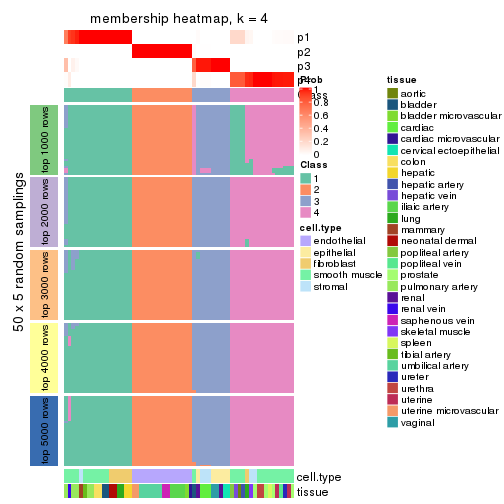 membership heatmap, k = 4
p1
p2
p3
p4
Class
50 x 5 random samplings
top 1000 rows
top 2000 rows
top 3000 rows
top 4000 rows
top 5000 rows
cell.type
tissue
Prob
1
0.8
0.6
0.4
0.2
0
Class
1
2
3
4
cell.type
endothelial
epithelial
fibroblast
smooth muscle
stromal
tissue
aortic
bladder
bladder microvascular
cardiac
cardiac microvascular
cervical ectoepithelial
colon
hepatic
hepatic artery
hepatic vein
iliaic artery
lung
mammary
neonatal dermal
popliteal artery
popliteal vein
prostate
pulmonary artery
renal
renal vein
saphenous vein
skeletal muscle
spleen
tibial artery
umbilical artery
ureter
urethra
uterine
uterine microvascular
vaginal